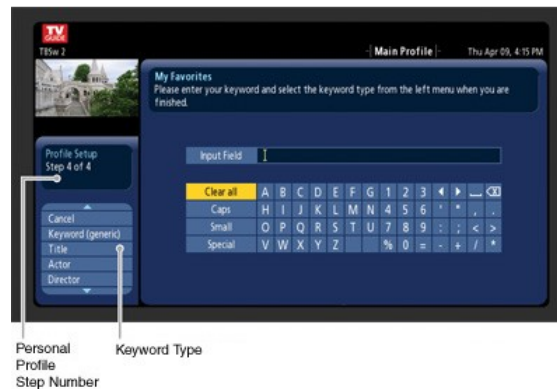 TV
GUIDE
T85w 2
Main Profile
Thu Apr 09, 4:15 PM
My Favorites
Please enter your keyword and select the keyword type from the left menu when you are
finished.
Profile Setup
Step 4 of 4
Input Field
Clear all A B C D E F G 1 2 3
Caps H I J K L M N 4 5 6 ' " , .
Small O P Q R S T U 7 8 9 : ; < >
Special V W X Y Z % 0 = - + / *
Cancel
Keyword (generic)
Title
Actor
Director
Personal
Profile
Step Number
Keyword Type